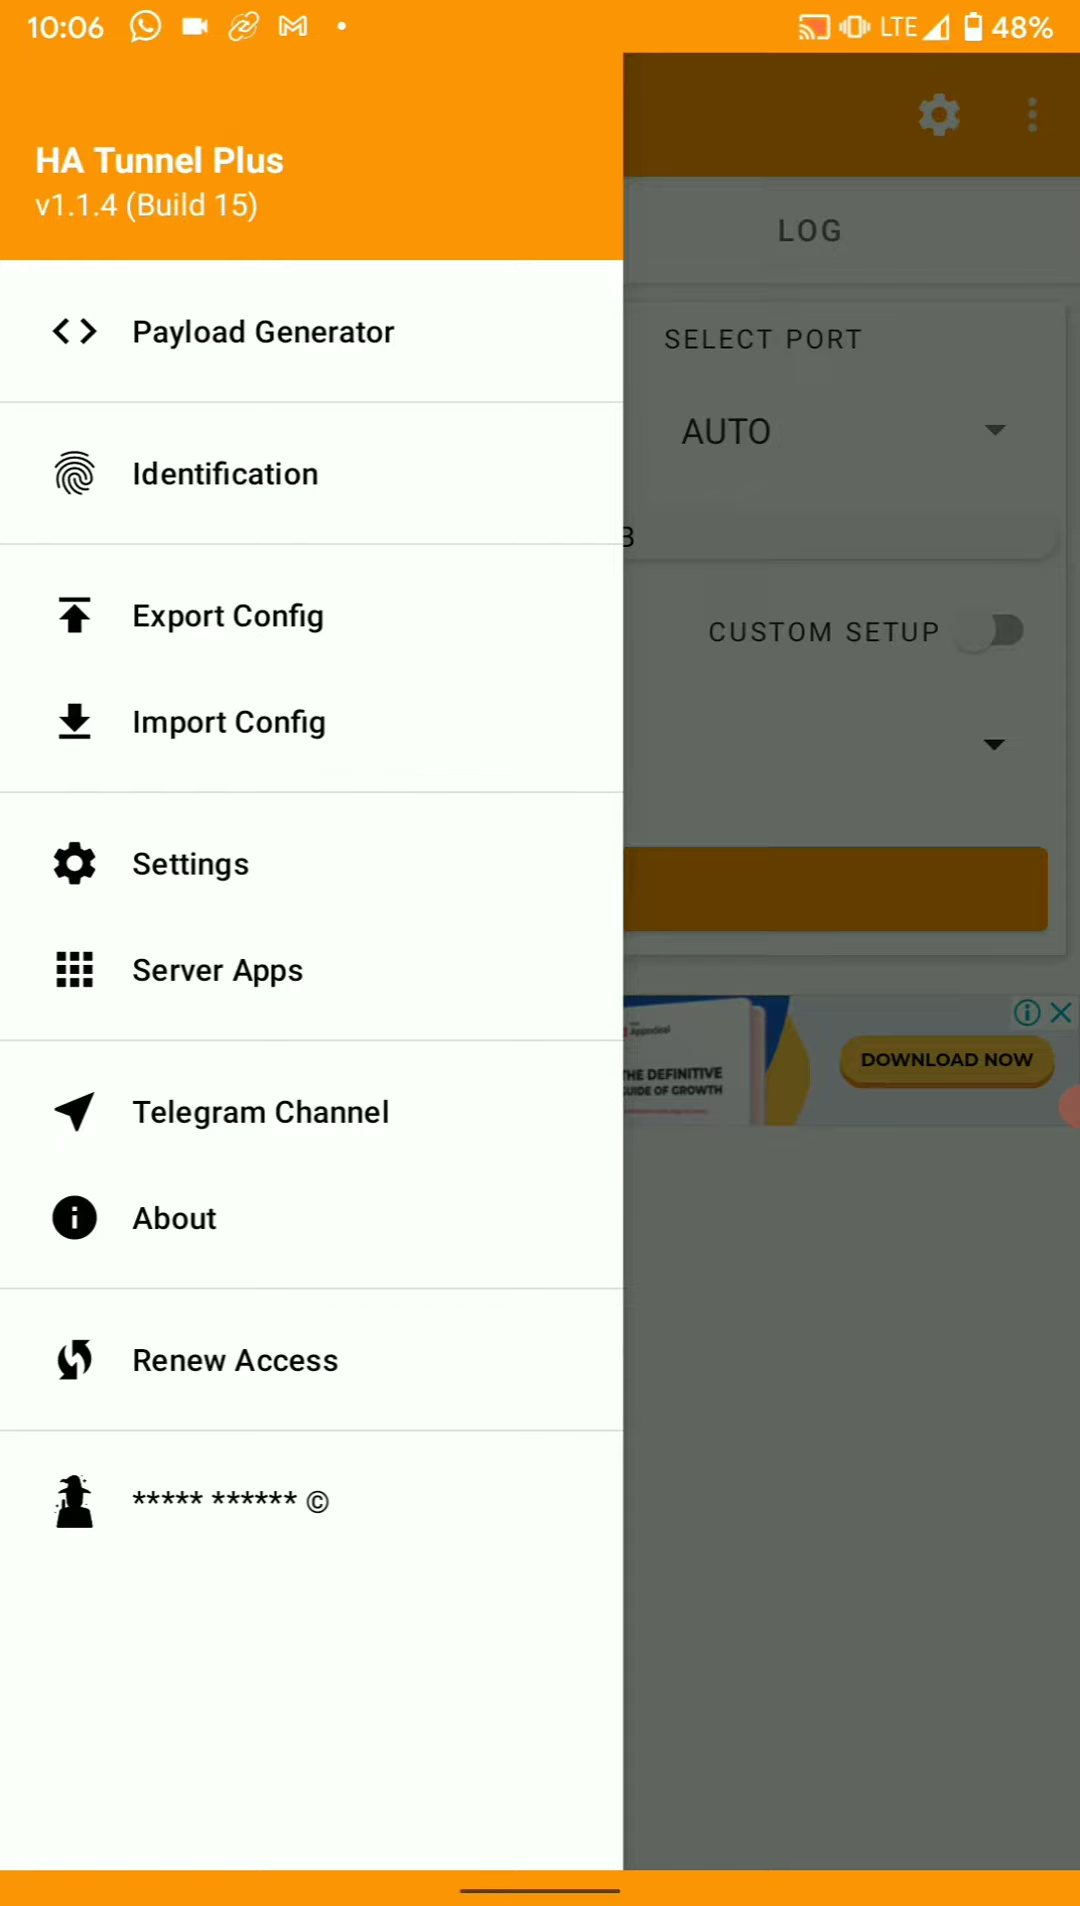 10:06
LTE 48%
HA Tunnel Plus
v1.1.4 (Build 15)
LOG
Payload Generator
SELECT PORT
AUTO
Identification
B
Export Config
CUSTOM SETUP
Import Config
Settings
Server Apps
Appodeal
THE DEFINITIVE
GUIDE OF GROWTH
DOWNLOAD NOW
Telegram Channel
About
Renew Access
***** ****** ©